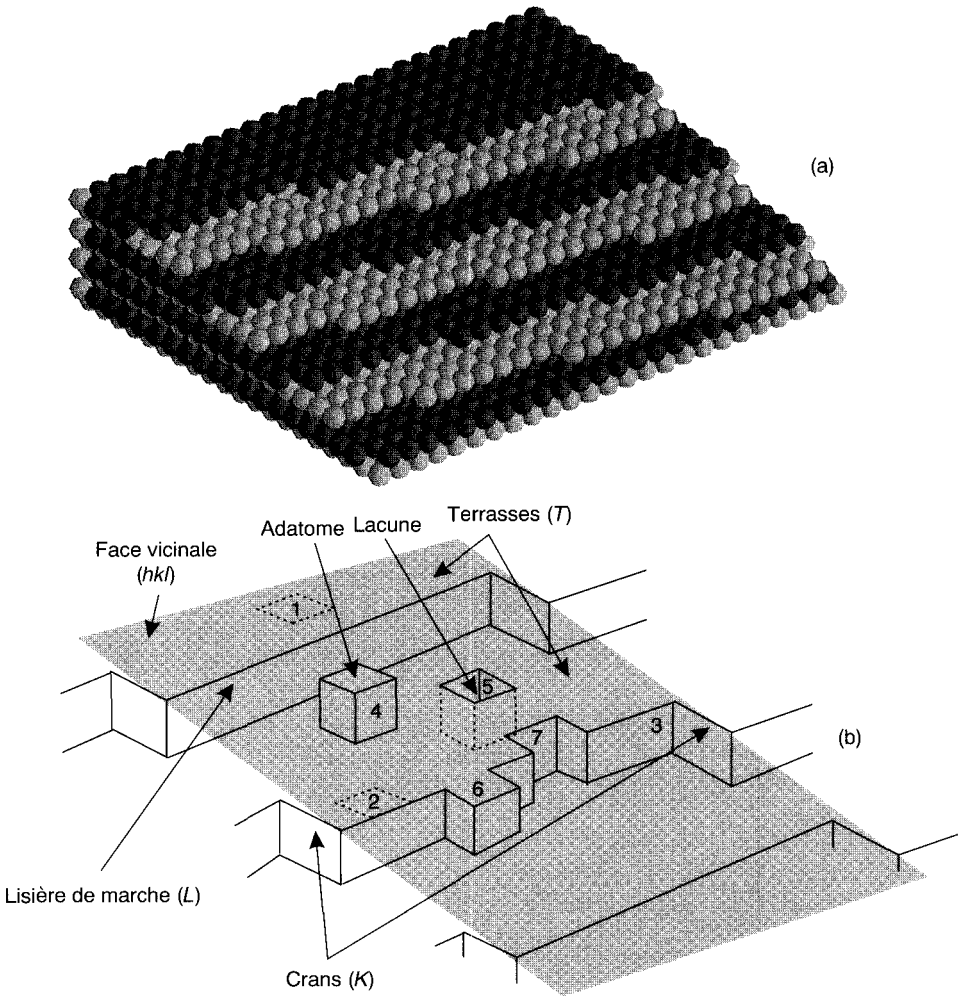 (a)
Adatome
Lacune
Terrasses (T)
Face vicinale
(hkl)
1
5
4
3
7
(b)
6
2
Lisière de marche (L)
Crans (K)